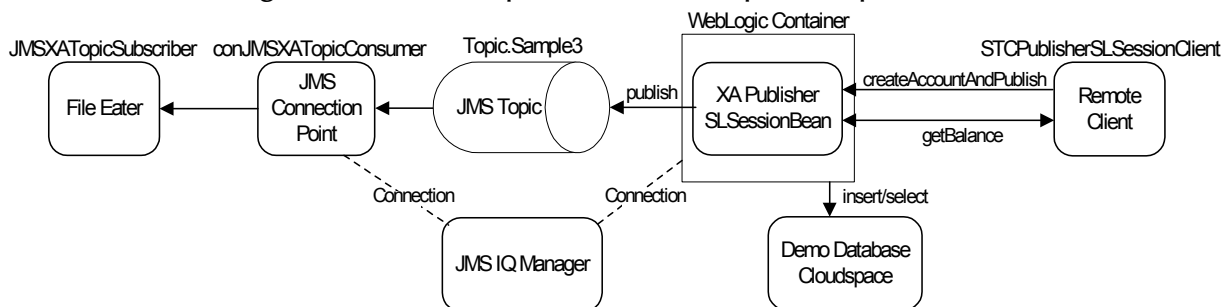 WebLogic Container
JMSXATopicSubscriber
conJMSXATopicConsumer
Topic.Sample3
STCPublisherSLSessionClient
File Eater
JMS
Connection
Point
JMS Topic
publish
XA Publisher
SLSessionBean
createAccountAndPublish
getBalance
Remote
Client
Connection
Connection
insert/select
JMS IQ Manager
Demo Database
Cloudspace